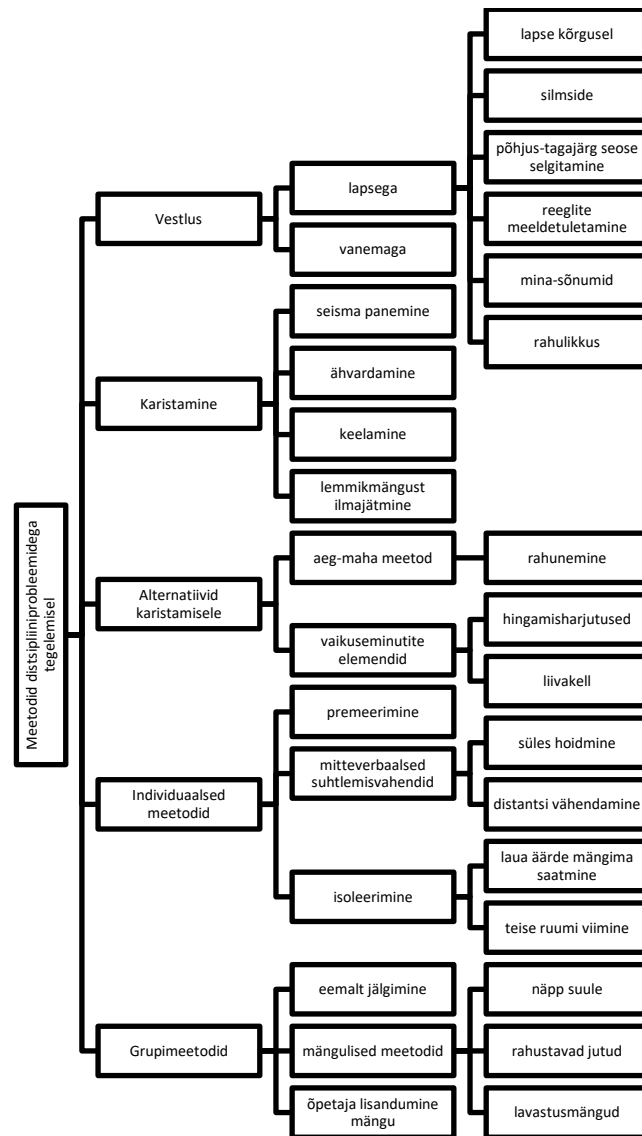 Meetodid distsipliiniprobleemidega
tegelemisel
Vestlus
lapsega
lapse kõrgusel
silmside
põhjus-tagajärg seose
selgitamine
reeglite
meeldetuletamine
mina-sõnumid
rahulikkus
vanemaga
Karistamine
seisma panemine
ähvardamine
keelamine
lemmikmängust
ilmajätmine
Alternatiivid
karistamisele
aeg-maha meetod
rahunemine
vaikuseminutite
elemendid
hingamisharjutused
liivakell
Individuaalsed
meetodid
premeerimine
mitteverbaalsed
suhtlemisvahendid
süles hoidmine
distantsi vähendamine
isoleerimine
laua äärde mängima
saatmine
teise ruumi viimine
Grupimeetodid
eemalt jälgimine
mängulised meetodid
näpp suule
rahustavad jutud
lavastusmängud
õpetaja lisandumine
mängu